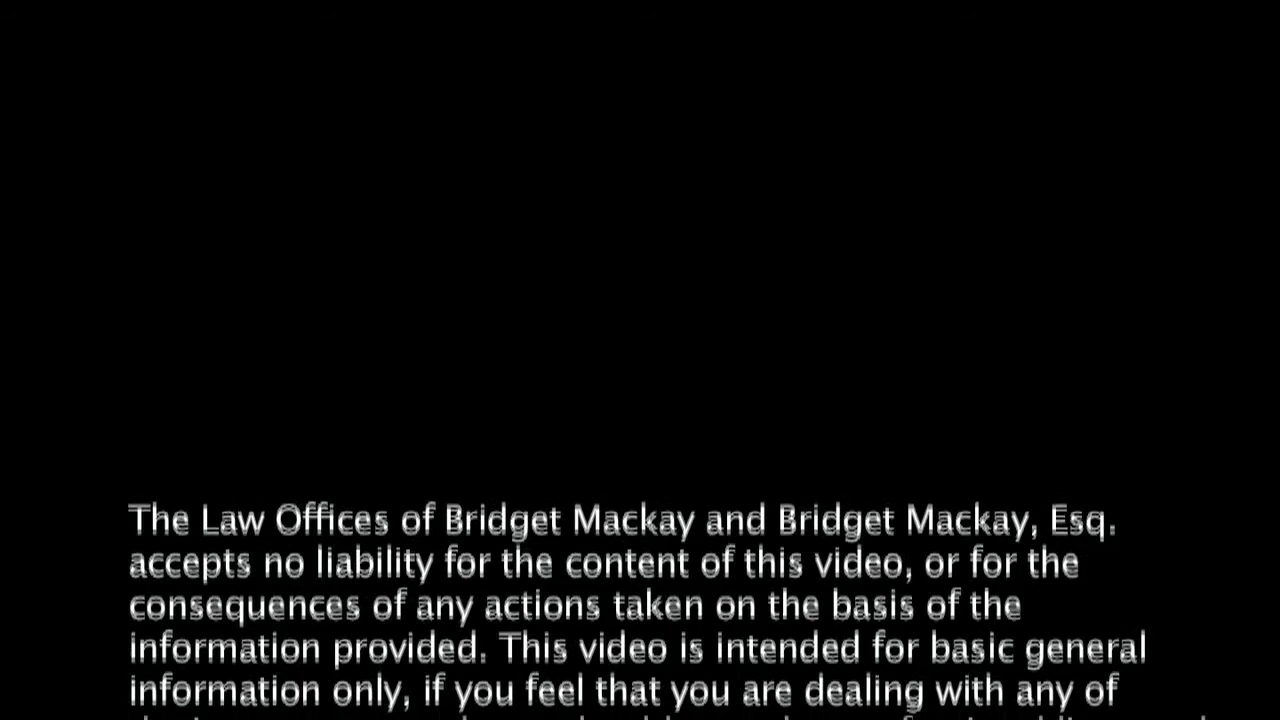 The Law Offices of Bridget Mackay and Bridget Mackay, Esq.
accepts no liability for the content of this video, or for the
consequences of any actions taken on the basis of the
information provided. This video is intended for basic general
information only, if you feel that you are dealing with any of